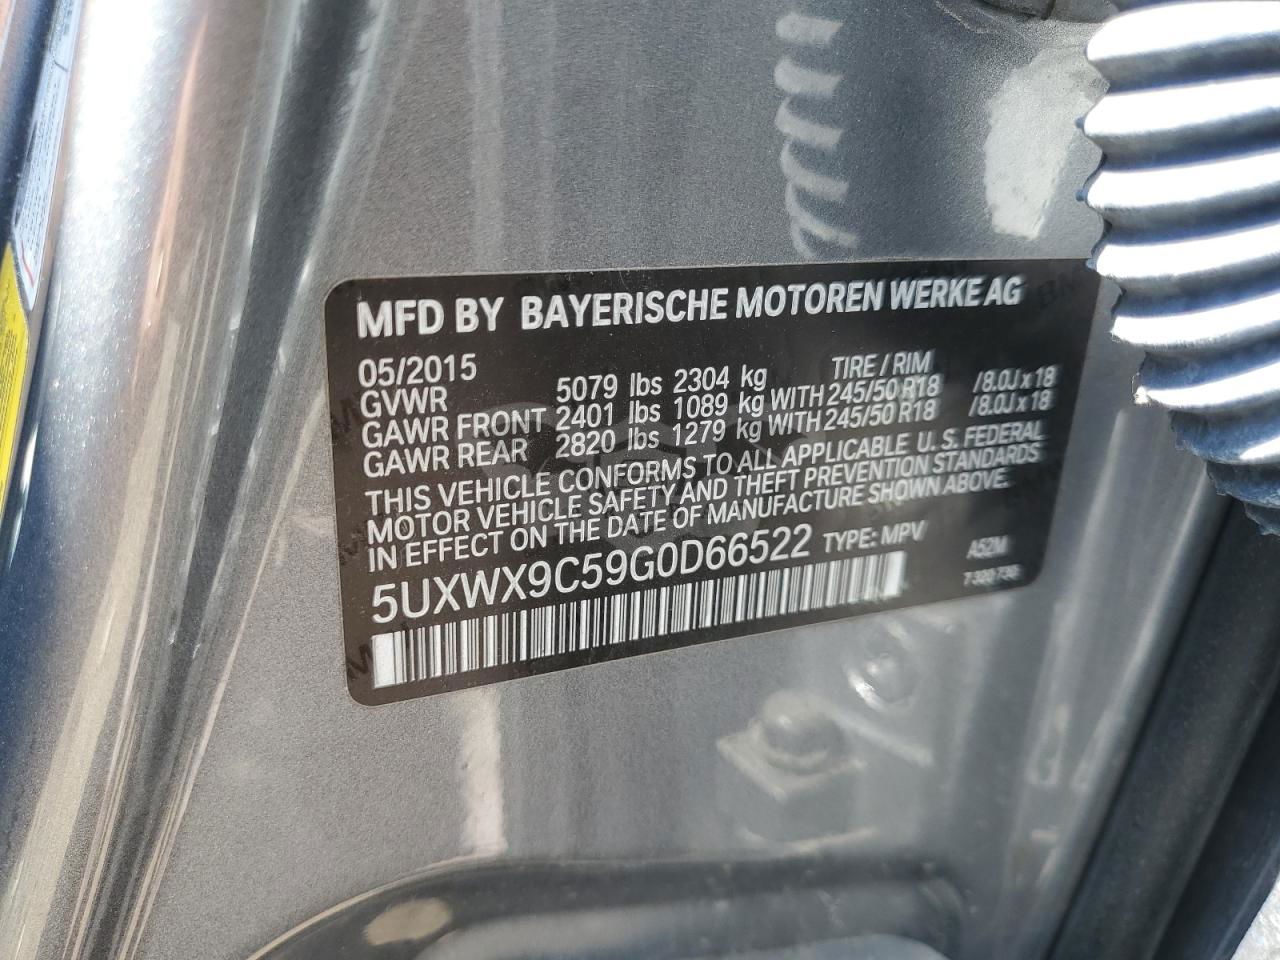 MFD BY BAYERISCHE MOTOREN WERKE AG
05/2015 TIRE / RIM
GVWR 5079 lbs 2304 kg
GAWR FRONT 2401 lbs 1089 kg WITH 245/50 R18 /8.0J x 18
GAWR REAR 2820 lbs 1279 kg WITH 245/50 R18 /8.0J x 18
THIS VEHICLE CONFORMS TO ALL APPLICABLE U.S. FEDERAL
MOTOR VEHICLE SAFETY AND THEFT PREVENTION STANDARDS
IN EFFECT ON THE DATE OF MANUFACTURE SHOWN ABOVE.
5UXWX9C59G0D66522 TYPE: MPV A52M